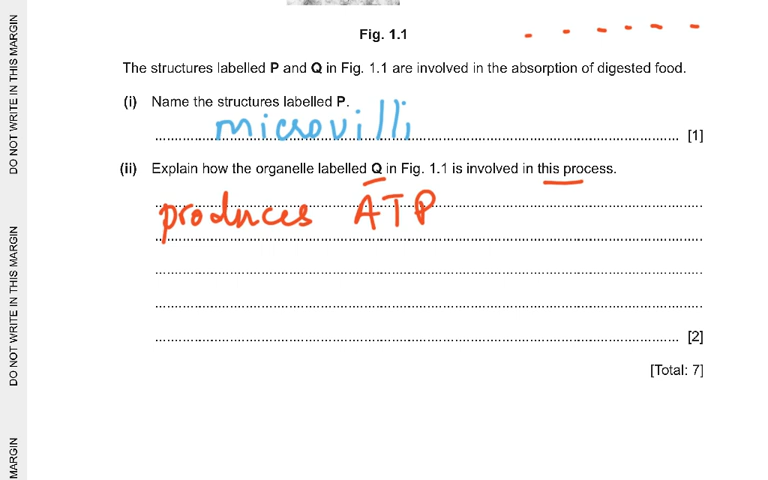 Fig. 1.1
The structures labelled P and Q in Fig. 1.1 are involved in the absorption of digested food.
(i) Name the structures labelled P.
microvilli
[1]
(ii) Explain how the organelle labelled Q in Fig. 1.1 is involved in this process.
produces ATP
[2]
[Total: 7]
DO NOT WRITE IN THIS MARGIN
DO NOT WRITE IN THIS MARGIN
MARGIN